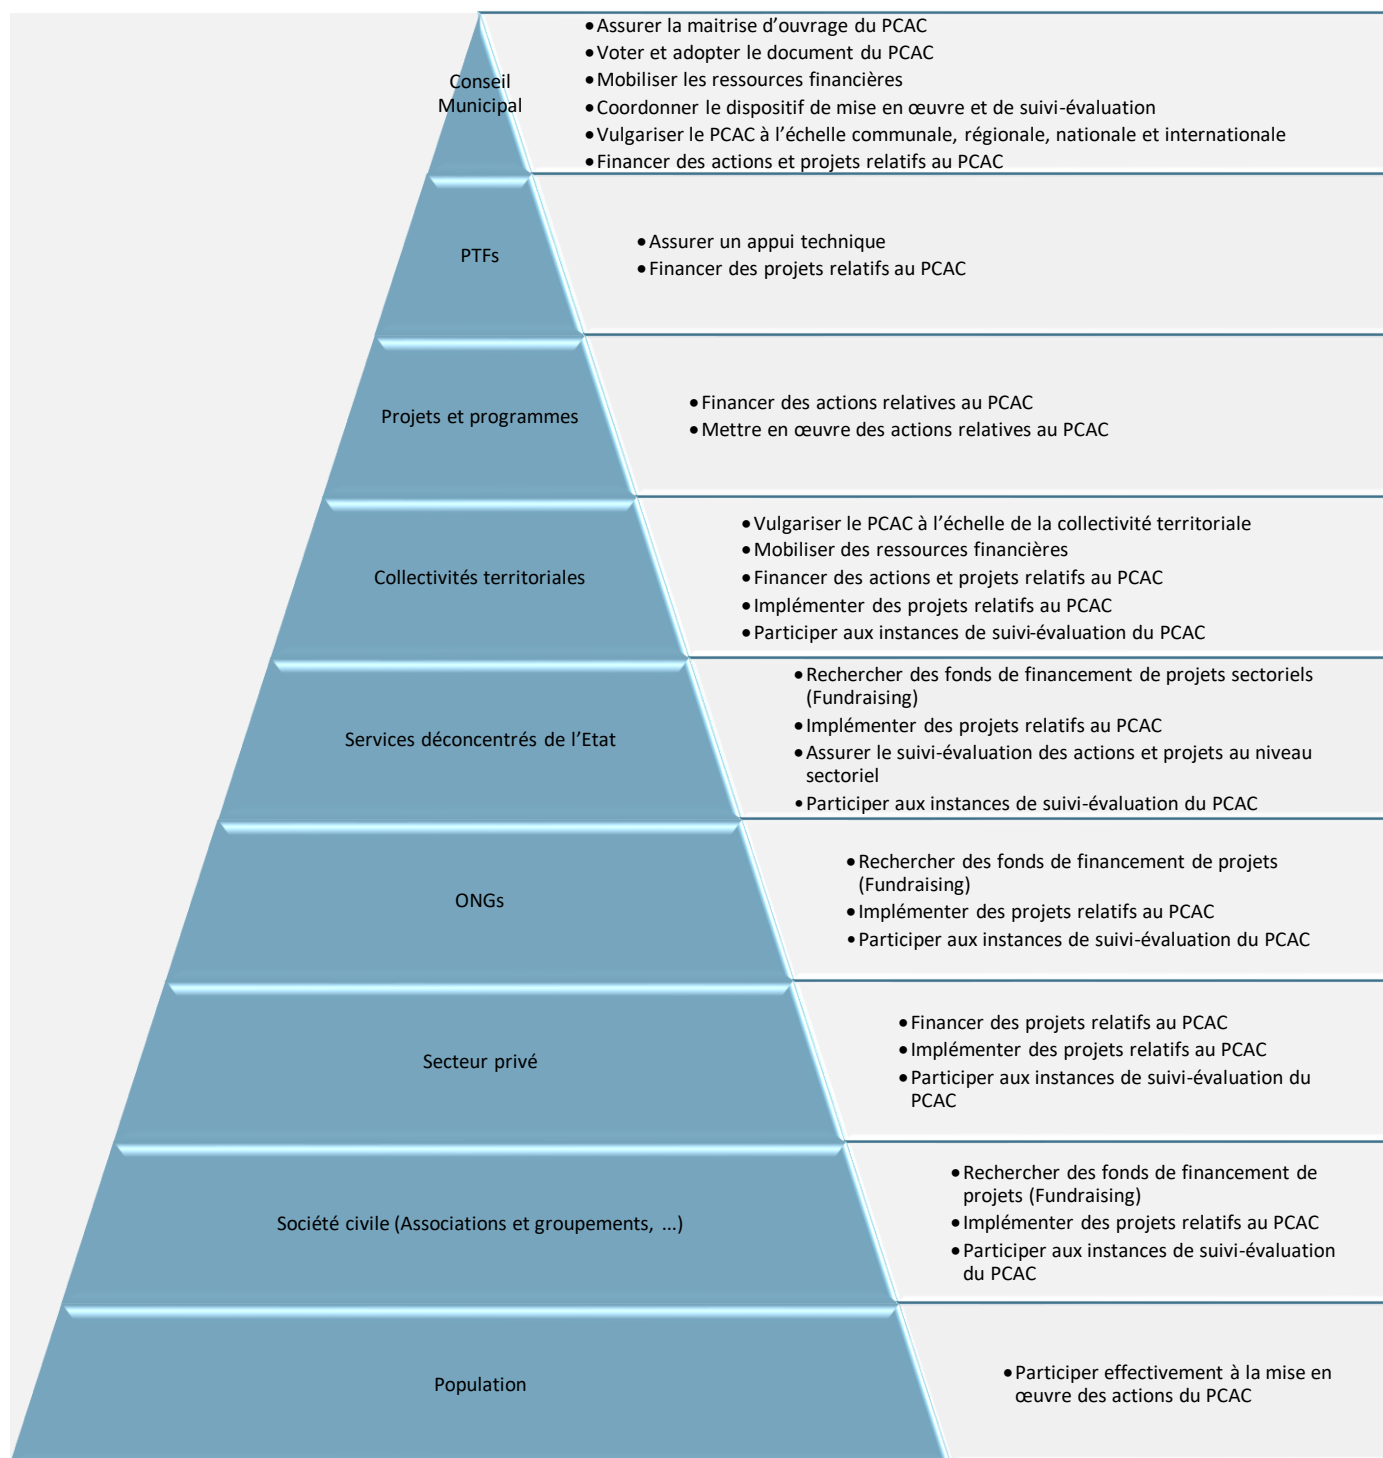 Conseil
Municipal
•Assurer la maitrise d’ouvrage du PCAC
•Voter et adopter le document du PCAC
•Mobiliser les ressources financières
•Coordonner le dispositif de mise en œuvre et de suivi-évaluation
•Vulgariser le PCAC à l’échelle communale, régionale, nationale et internationale
•Financer des actions et projets relatifs au PCAC
PTFs
•Assurer un appui technique
•Financer des projets relatifs au PCAC
Projets et programmes
•Financer des actions relatives au PCAC
•Mettre en œuvre des actions relatives au PCAC
Collectivités territoriales
•Vulgariser le PCAC à l’échelle de la collectivité territoriale
•Mobiliser des ressources financières
•Financer des actions et projets relatifs au PCAC
•Implémenter des projets relatifs au PCAC
•Participer aux instances de suivi-évaluation du PCAC
Services déconcentrés de l’Etat
•Rechercher des fonds de financement de projets sectoriels
(Fundraising)
•Implémenter des projets relatifs au PCAC
•Assurer le suivi-évaluation des actions et projets au niveau
sectoriel
•Participer aux instances de suivi-évaluation du PCAC
ONGs
•Rechercher des fonds de financement de projets
(Fundraising)
•Implémenter des projets relatifs au PCAC
•Participer aux instances de suivi-évaluation du PCAC
Secteur privé
•Financer des projets relatifs au PCAC
•Implémenter des projets relatifs au PCAC
•Participer aux instances de suivi-évaluation du
PCAC
Société civile (Associations et groupements, ...)
•Rechercher des fonds de financement de
projets (Fundraising)
•Implémenter des projets relatifs au PCAC
•Participer aux instances de suivi-évaluation
du PCAC
Population
•Participer effectivement à la mise en
œuvre des actions du PCAC